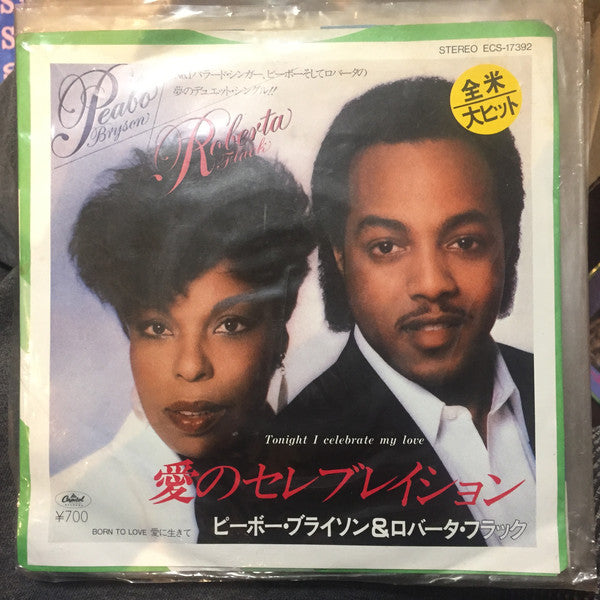 STEREO ECS-17392
Peabo
Bryson
No.1バラード・シンガー、ピーボーそしてロバータの
夢のデュエット・シングル!!
Roberta
Flack
全米
大ヒット
Tonight I celebrate my love
愛のセレブレイション
Capitol
¥700
BORN TO LOVE 愛に生きて
ピーボー・ブライソン&ロバータ・フラック